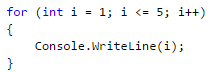 for (int i = 1; i <= 5; i++)
{
    Console.WriteLine(i);
}